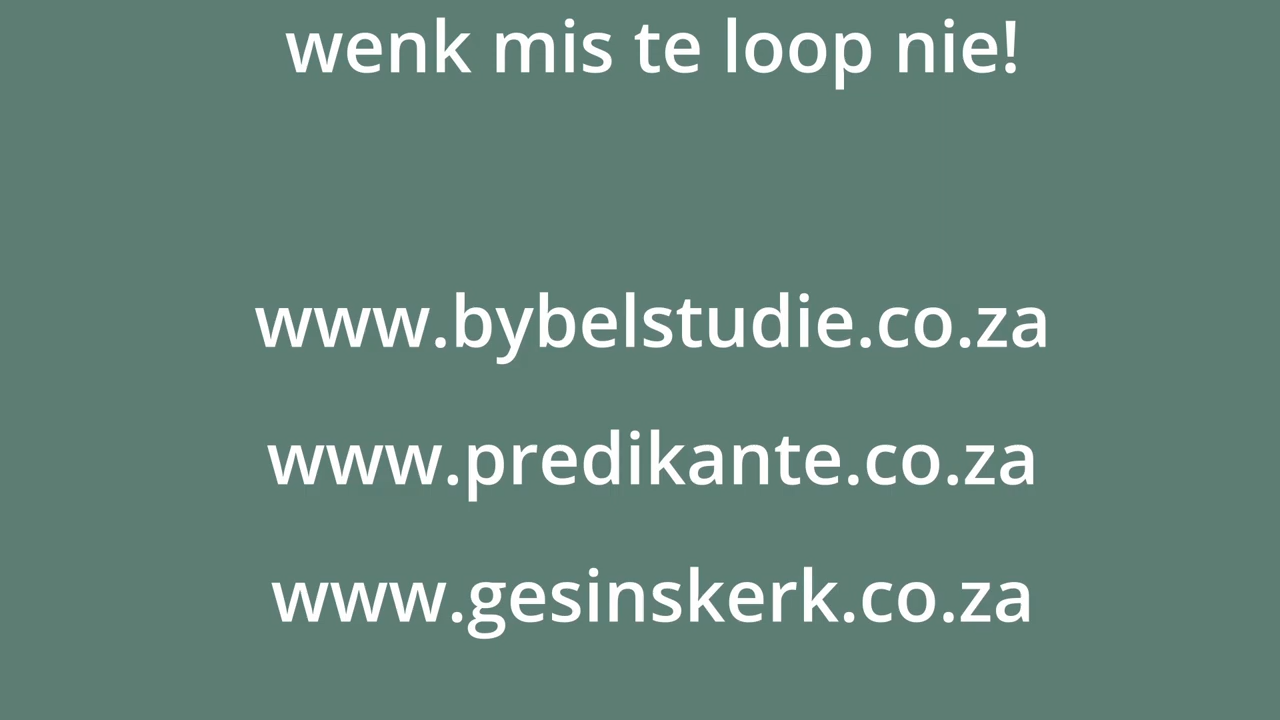 wenk mis te loop nie!
www.bybelstudie.co.za
www.predikante.co.za
www.gesinskerk.co.za